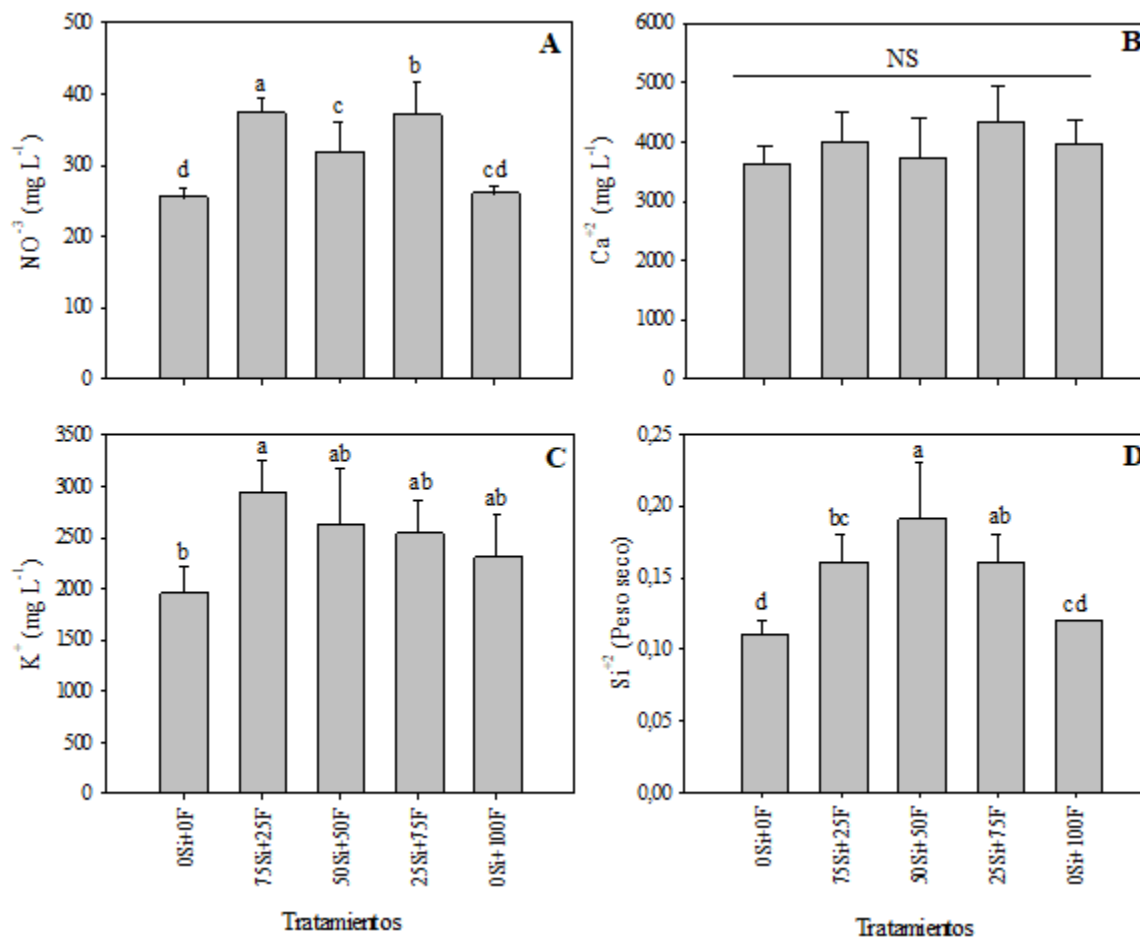 A
NO⁻³ (mg L⁻¹)
500
400
300
200
100
0
d
a
c
b
cd
B
Ca⁺² (mg L⁻¹)
6000
5000
4000
3000
2000
1000
0
NS
C
K⁺ (mg L⁻¹)
3500
3000
2500
2000
1500
1000
500
0
b
a
ab
ab
ab
0Si+0F
75Si+25F
50Si+50F
25Si+75F
0Si+100F
Tratamientos
D
Si⁺² (Peso seco)
0,25
0,20
0,15
0,10
0,05
0,00
d
bc
a
ab
cd
0Si+0F
75Si+25F
50Si+50F
25Si+75F
0Si+100F
Tratamientos